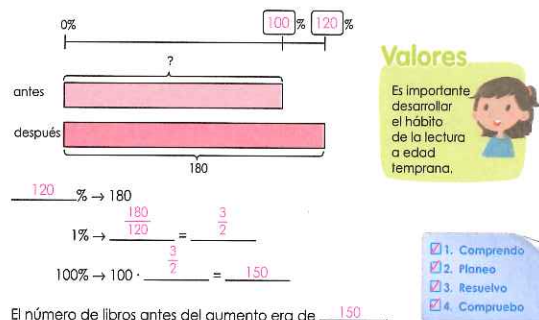 0% 100 % 120 %
?
antes
después
180
120 % → 180
1% → 180/120 = 3/2
100% → 100 · 3/2 = 150
El número de libros antes del aumento era de 150
Valores
Es importante
desarrollar
el hábito
de la lectura
a edad
temprana.
1. Comprendo
2. Planeo
3. Resuelvo
4. Compruebo